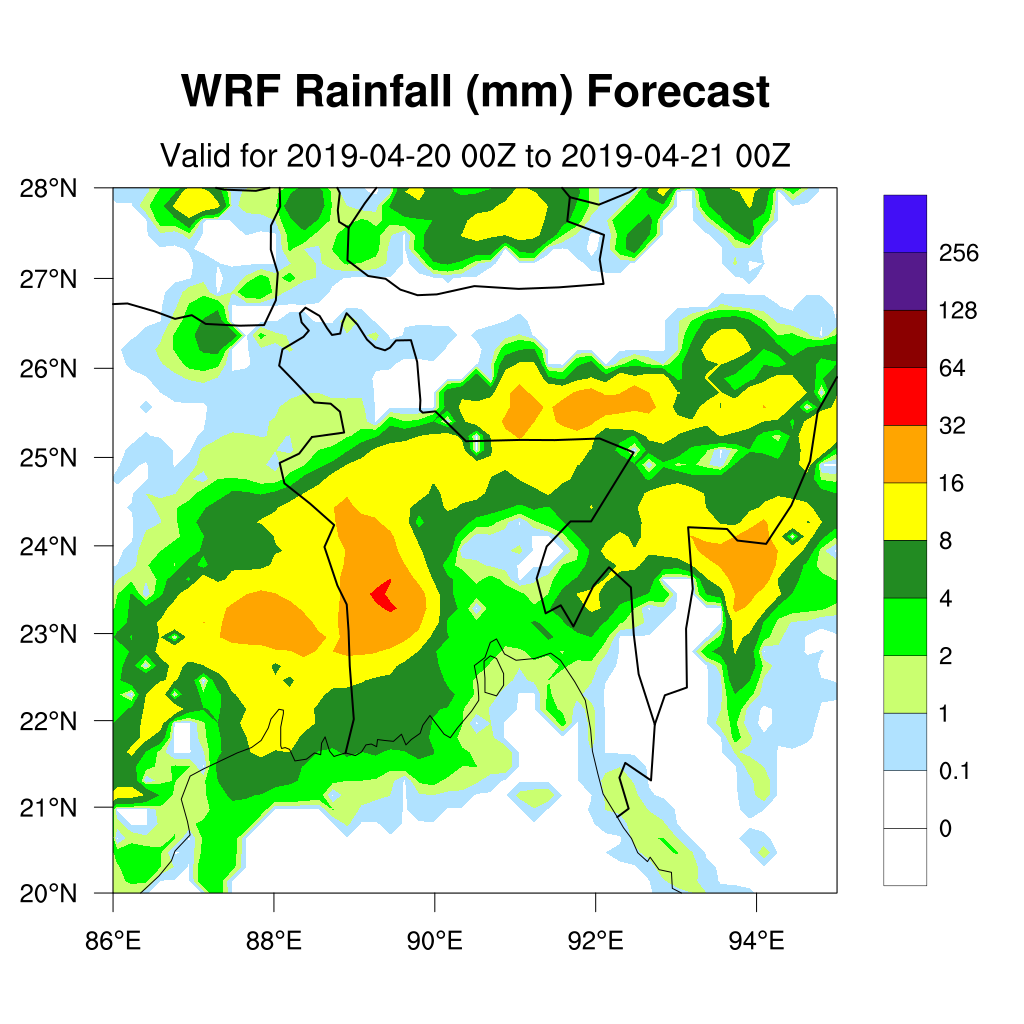 WRF Rainfall (mm) Forecast
Valid for 2019-04-20 00Z to 2019-04-21 00Z
28°N
27°N
26°N
25°N
24°N
23°N
22°N
21°N
20°N
86°E 88°E 90°E 92°E 94°E
256
128
64
32
16
8
4
2
1
0.1
0